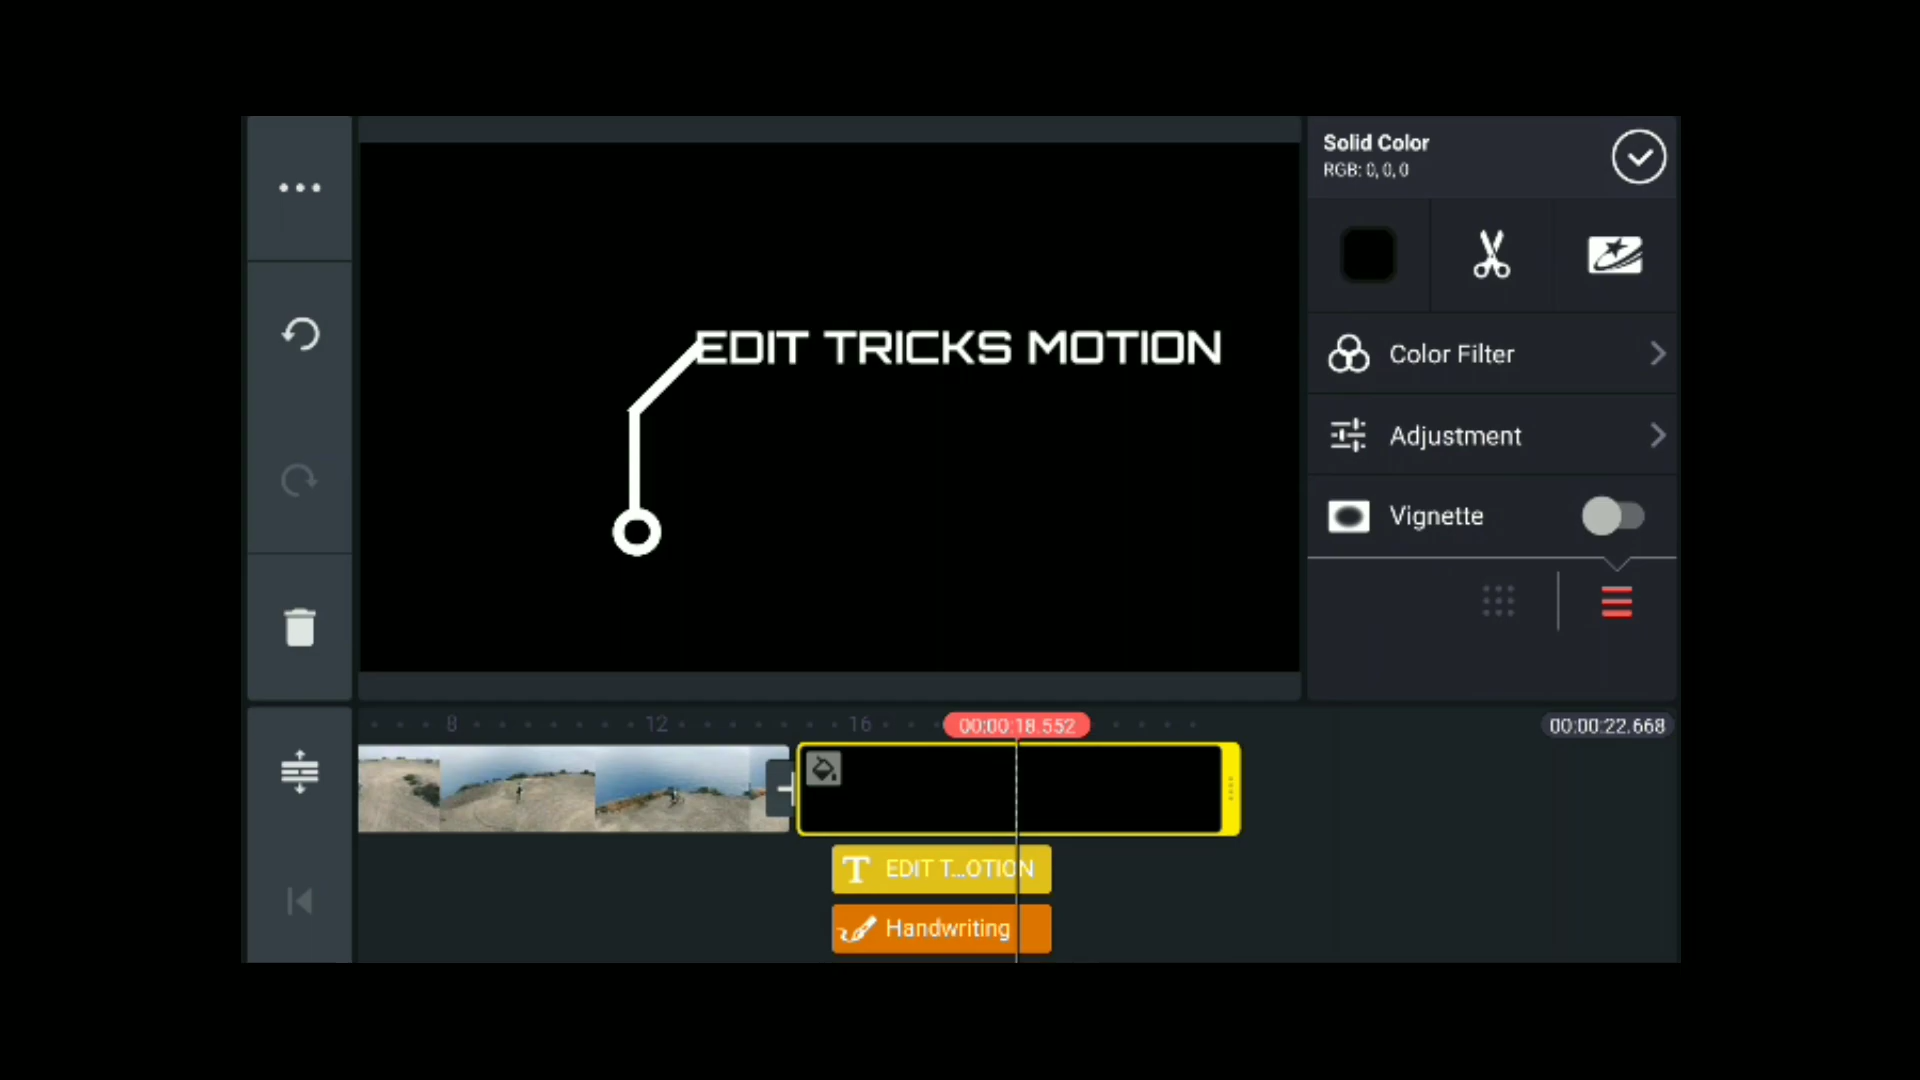 Solid Color
RGB: 0, 0, 0
EDIT TRICKS MOTION
Color Filter
Adjustment
Vignette
8
12
16
00:00:18.552
00:00:22.668
EDIT T...OTION
Handwriting